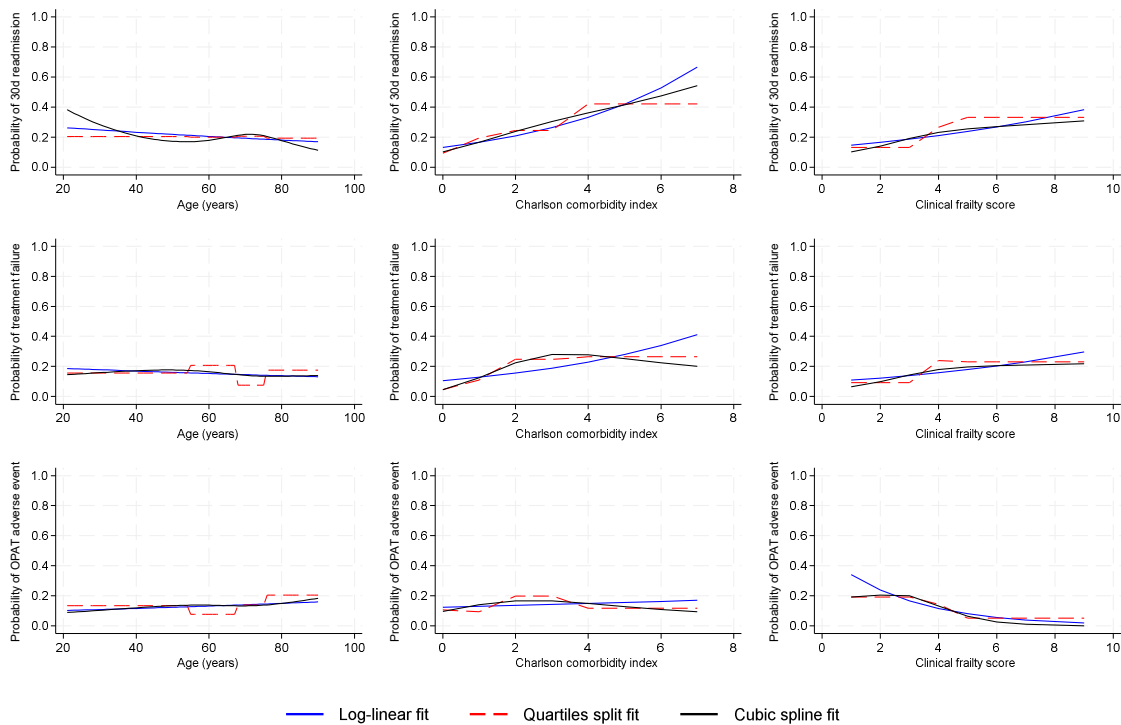 Probability of 30d readmission
1.0
0.8
0.6
0.4
0.2
0.0
20 40 60 80 100
Age (years)
Probability of 30d readmission
1.0
0.8
0.6
0.4
0.2
0.0
0 2 4 6 8
Charlson comorbidity index
Probability of 30d readmission
1.0
0.8
0.6
0.4
0.2
0.0
0 2 4 6 8 10
Clinical frailty score
Probability of treatment failure
1.0
0.8
0.6
0.4
0.2
0.0
20 40 60 80 100
Age (years)
Probability of treatment failure
1.0
0.8
0.6
0.4
0.2
0.0
0 2 4 6 8
Charlson comorbidity index
Probability of treatment failure
1.0
0.8
0.6
0.4
0.2
0.0
0 2 4 6 8 10
Clinical frailty score
Probability of OPAT adverse event
1.0
0.8
0.6
0.4
0.2
0.0
20 40 60 80 100
Age (years)
Probability of OPAT adverse event
1.0
0.8
0.6
0.4
0.2
0.0
0 2 4 6 8
Charlson comorbidity index
Probability of OPAT adverse event
1.0
0.8
0.6
0.4
0.2
0.0
0 2 4 6 8 10
Clinical frailty score
Log-linear fit Quartiles split fit Cubic spline fit